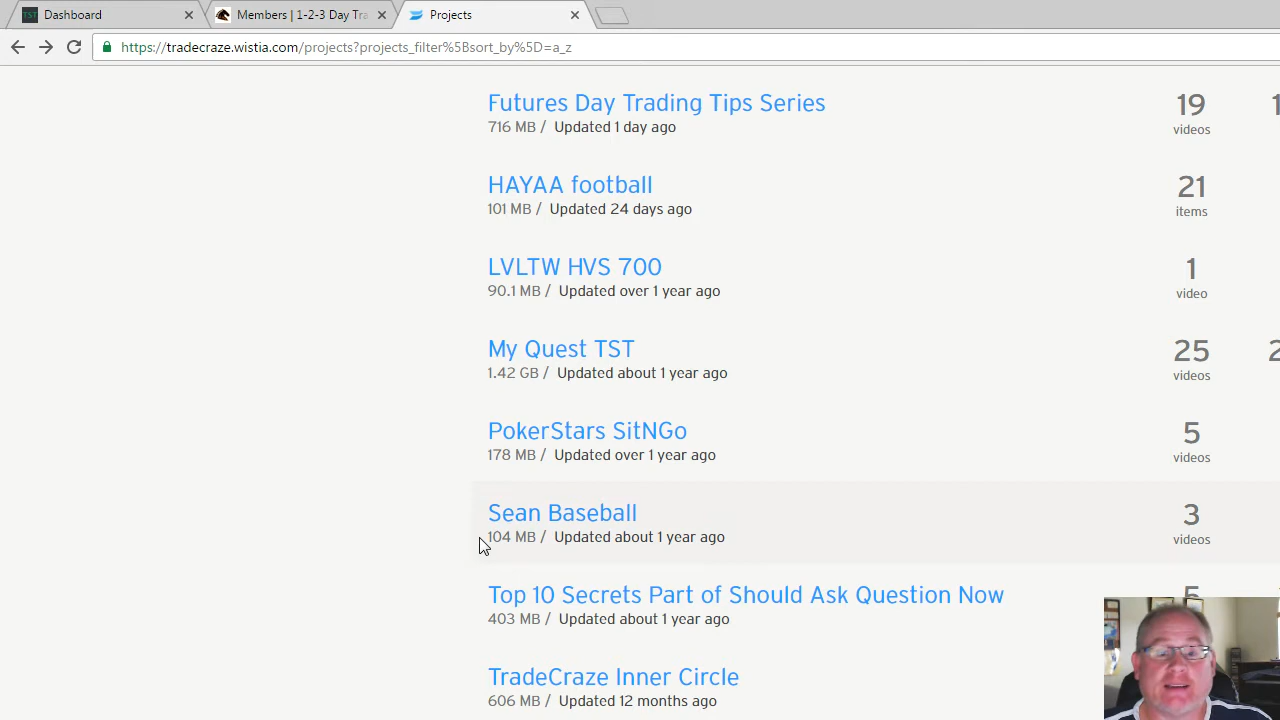 TST Dashboard
Members | 1-2-3 Day Tra
Projects
https://tradecraze.wistia.com/projects?projects_filter%5Bsort_by%5D=a_z
Futures Day Trading Tips Series
19
716 MB / Updated 1 day ago
videos
HAYAA football
21
101 MB / Updated 24 days ago
items
LVLTW HVS 700
1
90.1 MB / Updated over 1 year ago
video
My Quest TST
25
1.42 GB / Updated about 1 year ago
videos
PokerStars SitNGo
5
178 MB / Updated over 1 year ago
videos
Sean Baseball
3
104 MB / Updated about 1 year ago
videos
Top 10 Secrets Part of Should Ask Question Now
5
403 MB / Updated about 1 year ago
TradeCraze Inner Circle
606 MB / Updated 12 months ago